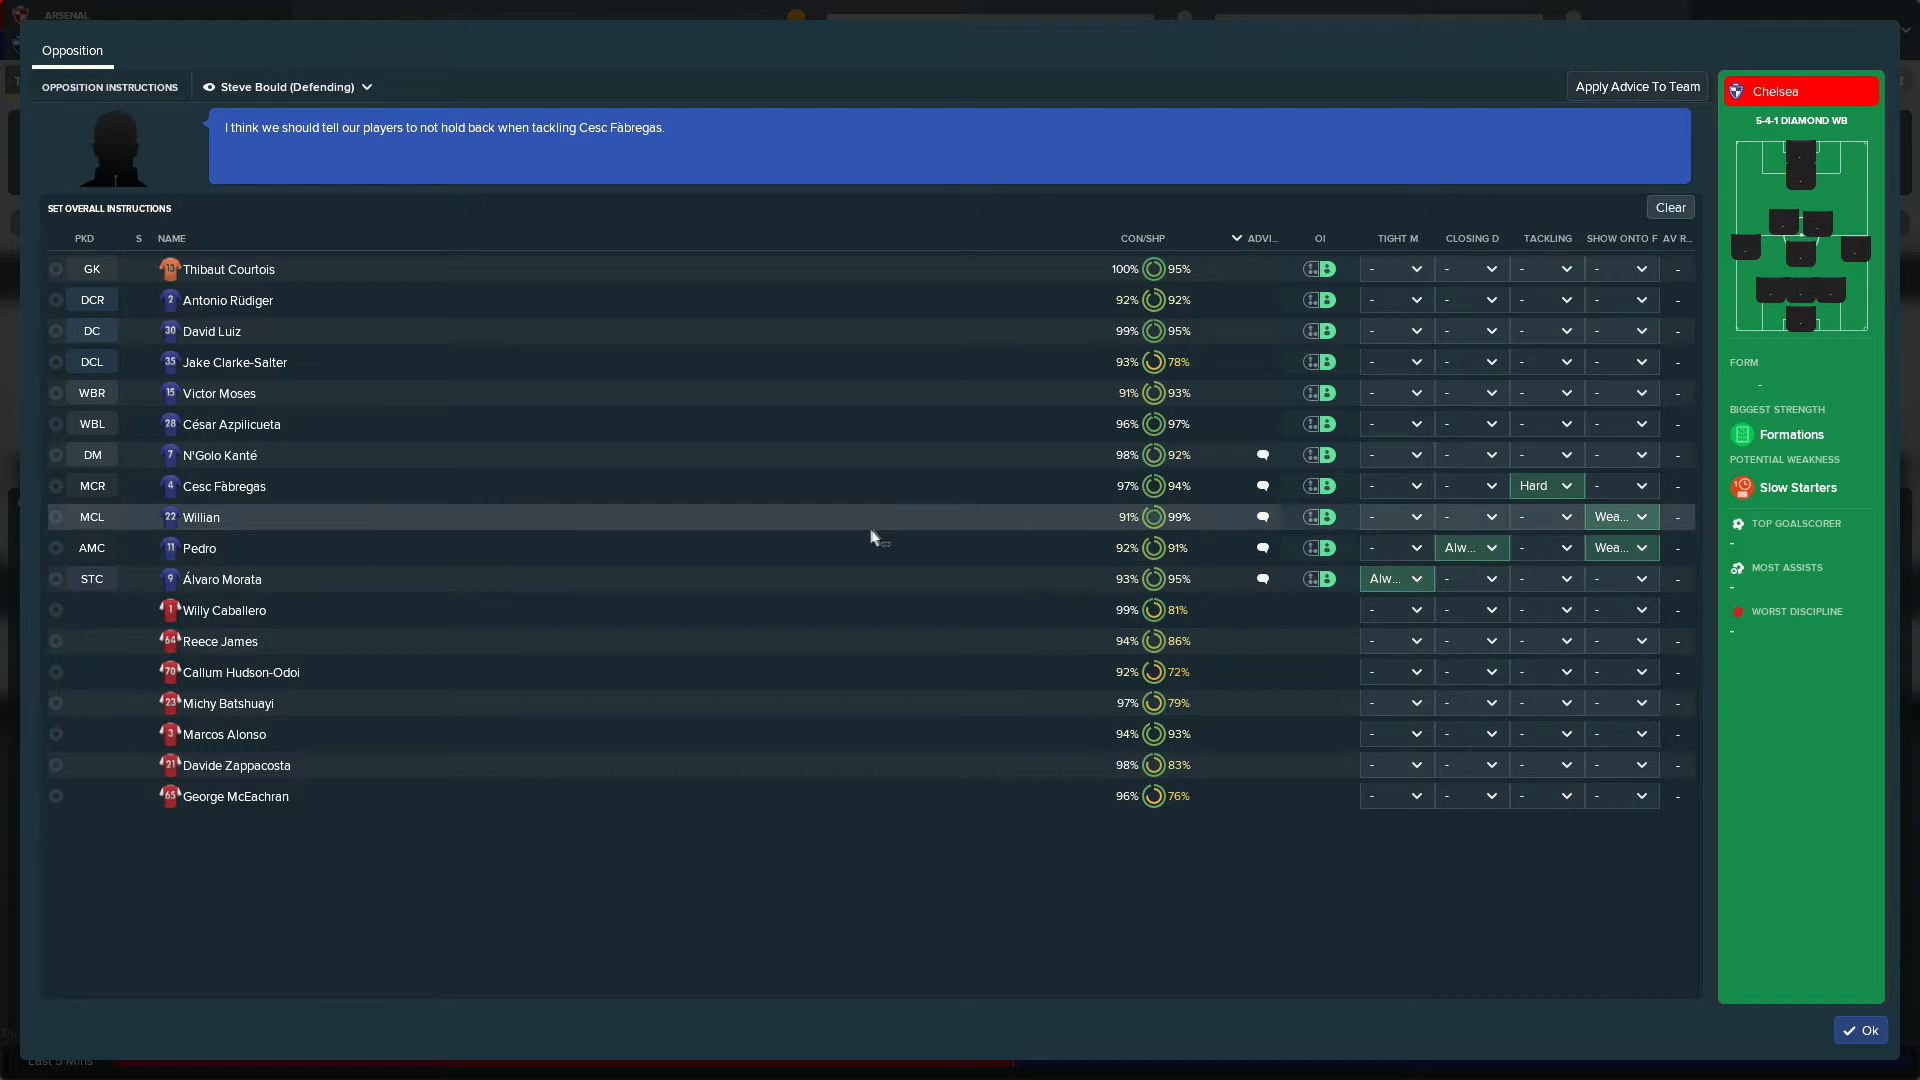 ARSENAL
Opposition
OPPOSITION INSTRUCTIONS Steve Bould (Defending) Apply Advice To Team
I think we should tell our players to not hold back when tackling Cesc Fàbregas.
SET OVERALL INSTRUCTIONS Clear
PKD S NAME CON/SHP ADVI... OI TIGHT M CLOSING D TACKLING SHOW ONTO F AV R...
GK 13 Thibaut Courtois 100% 95% - - - - -
DCR 2 Antonio Rüdiger 92% 92% - - - - -
DC 30 David Luiz 99% 95% - - - - -
DCL 35 Jake Clarke-Salter 93% 78% - - - - -
WBR 15 Victor Moses 91% 93% - - - - -
WBL 28 César Azpilicueta 96% 97% - - - - -
DM 7 N'Golo Kanté 98% 92% - - - - -
MCR 4 Cesc Fàbregas 97% 94% - - Hard - -
MCL 22 Willian 91% 99% - - - Wea... -
AMC 11 Pedro 92% 91% - Alw... - Wea... -
STC 9 Álvaro Morata 93% 95% Alw... - - - -
1 Willy Caballero 99% 81% - - - - -
64 Reece James 94% 86% - - - - -
70 Callum Hudson-Odoi 92% 72% - - - - -
23 Michy Batshuayi 97% 79% - - - - -
3 Marcos Alonso 94% 93% - - - - -
21 Davide Zappacosta 98% 83% - - - - -
65 George McEachran 96% 76% - - - - -
Chelsea
5-4-1 DIAMOND WB
FORM
-
BIGGEST STRENGTH
Formations
POTENTIAL WEAKNESS
Slow Starters
TOP GOALSCORER
-
MOST ASSISTS
-
WORST DISCIPLINE
-
Ok
Last 5 Mins